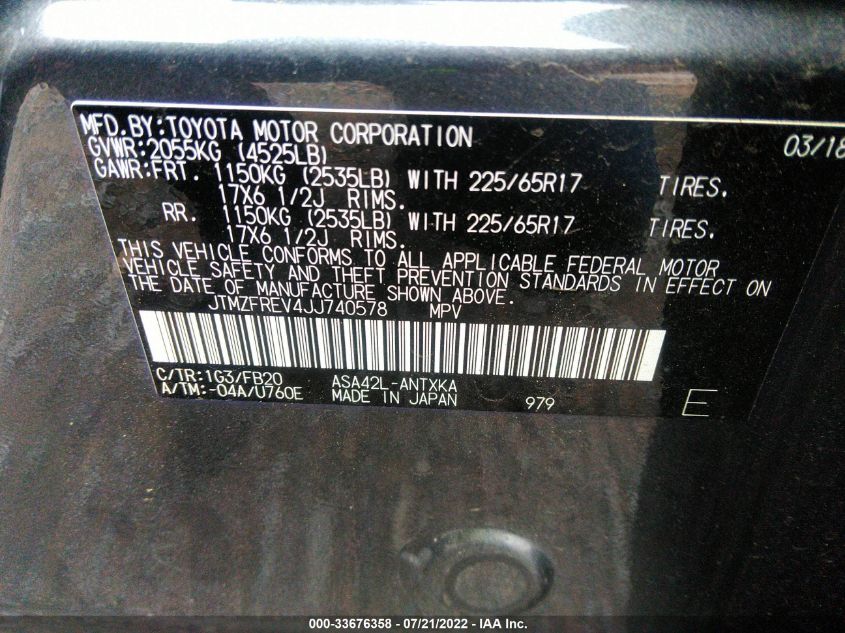 MFD.BY:TOYOTA MOTOR CORPORATION 03/18
GVWR:2055KG (4525LB)
GAWR:FRT. 1150KG (2535LB) WITH 225/65R17 TIRES.
17X6 1/2J RIMS.
RR. 1150KG (2535LB) WITH 225/65R17 TIRES.
17X6 1/2J RIMS.
THIS VEHICLE CONFORMS TO ALL APPLICABLE FEDERAL MOTOR
VEHICLE SAFETY AND THEFT PREVENTION STANDARDS IN EFFECT ON
THE DATE OF MANUFACTURE SHOWN ABOVE.
JTMZFREV4JJ740578 MPV
C/TR:1G3/FB20 ASA42L-ANTXKA
A/TM:-04A/U760E MADE IN JAPAN 979 E
000-33676358 - 07/21/2022 - IAA Inc.